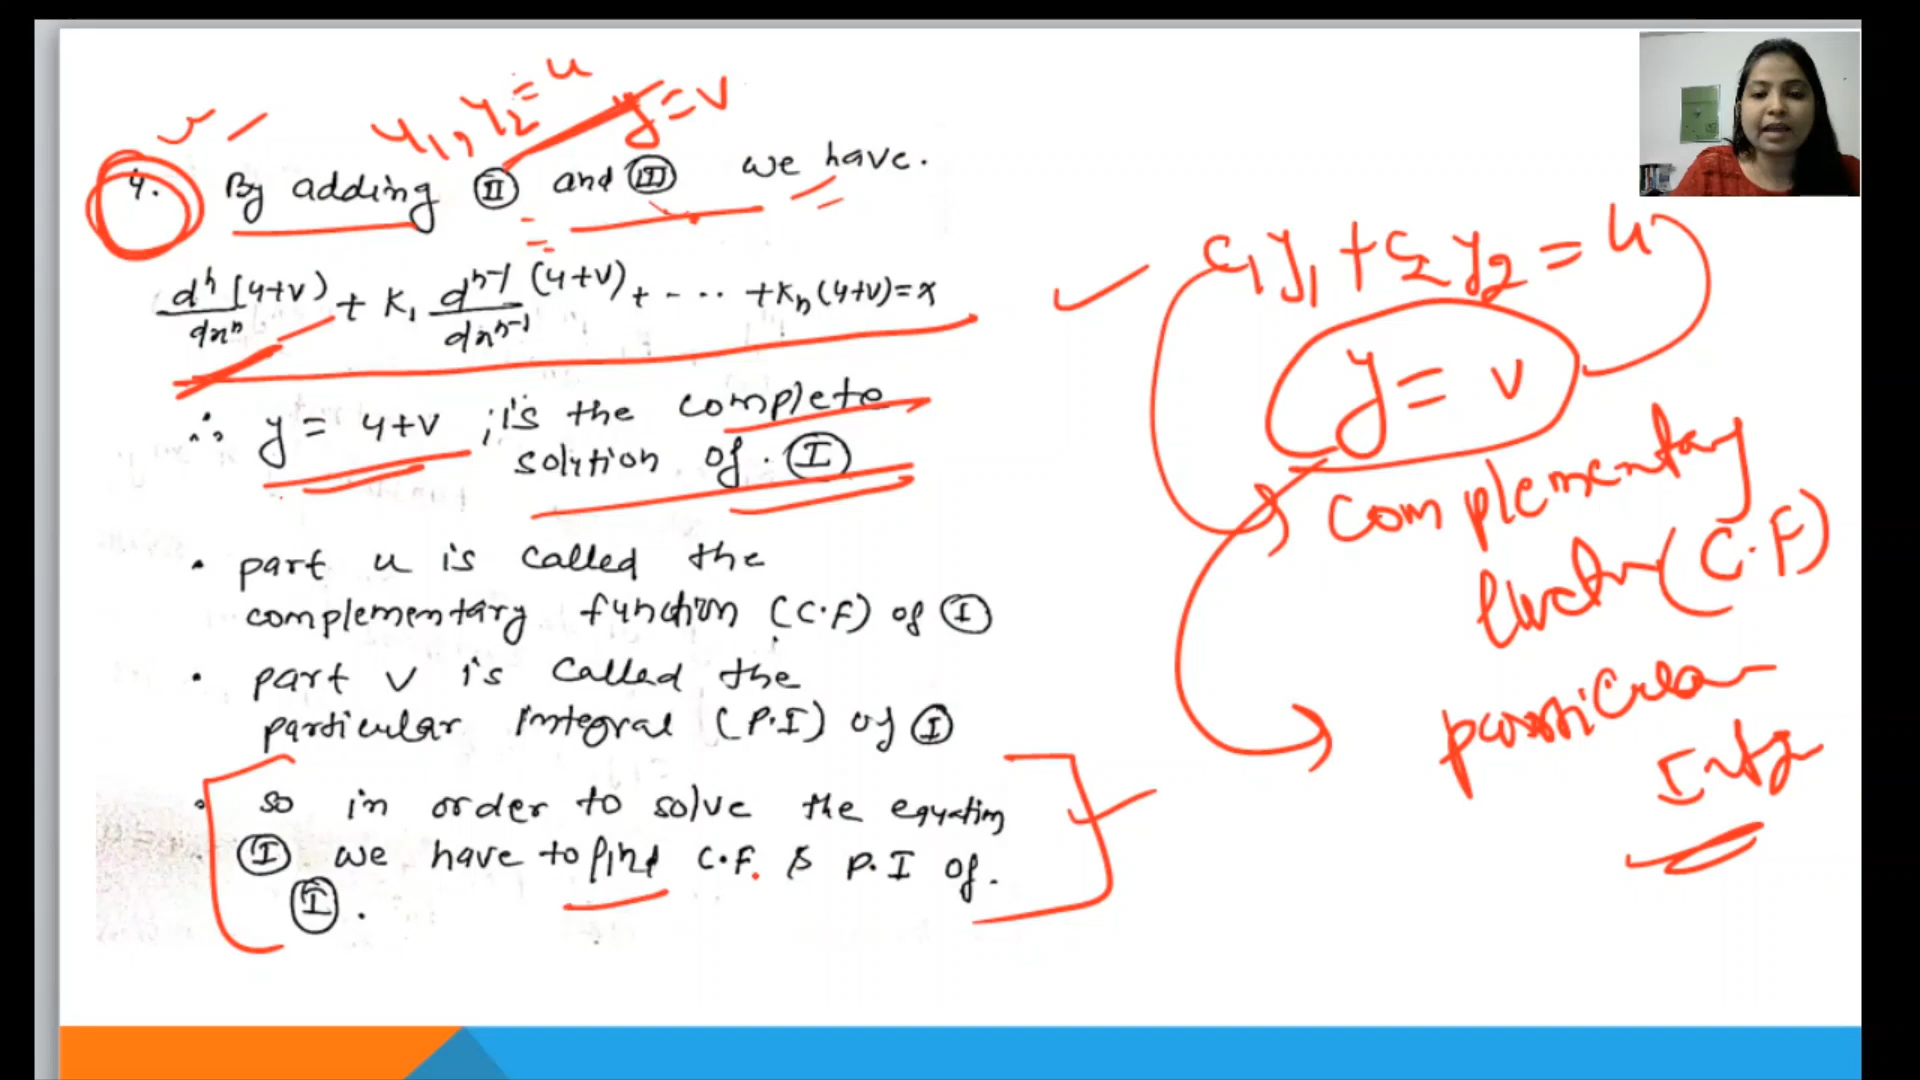 y₁, y₂ = u
y = v
4. By adding (II) and (III) we have.
dⁿ(u+v)/dxⁿ + K₁ dⁿ⁻¹(u+v)/dxⁿ⁻¹ + - ... + Kn(u+v) = x
∴ y = u+v ; is the complete
solution of. (I)
• part u is called the
complementary function (C.F) of (I)
• part v is called the
particular integral (P.I) of (I)
• so in order to solve the equation
(I) we have to find C.F. & P.I of.
(I).
c₁y₁ + c₂y₂ = u
y = v
complementary
(C.F)
particular